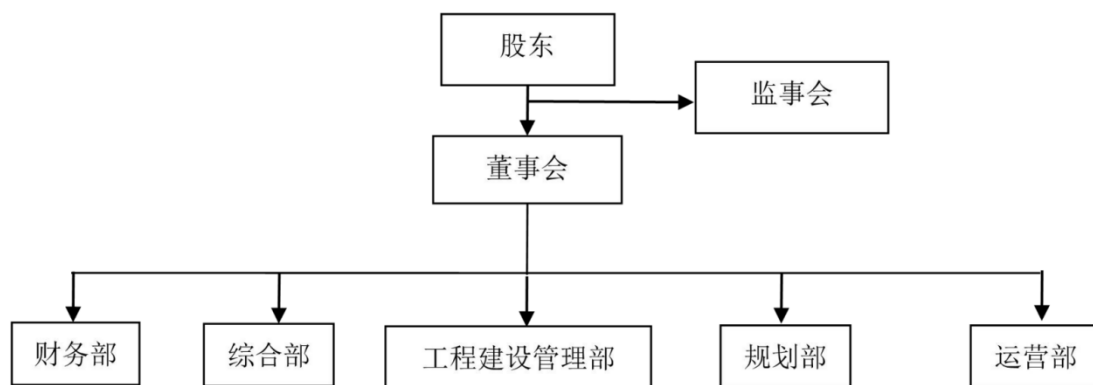 股东
监事会
董事会
财务部
综合部
工程建设管理部
规划部
运营部